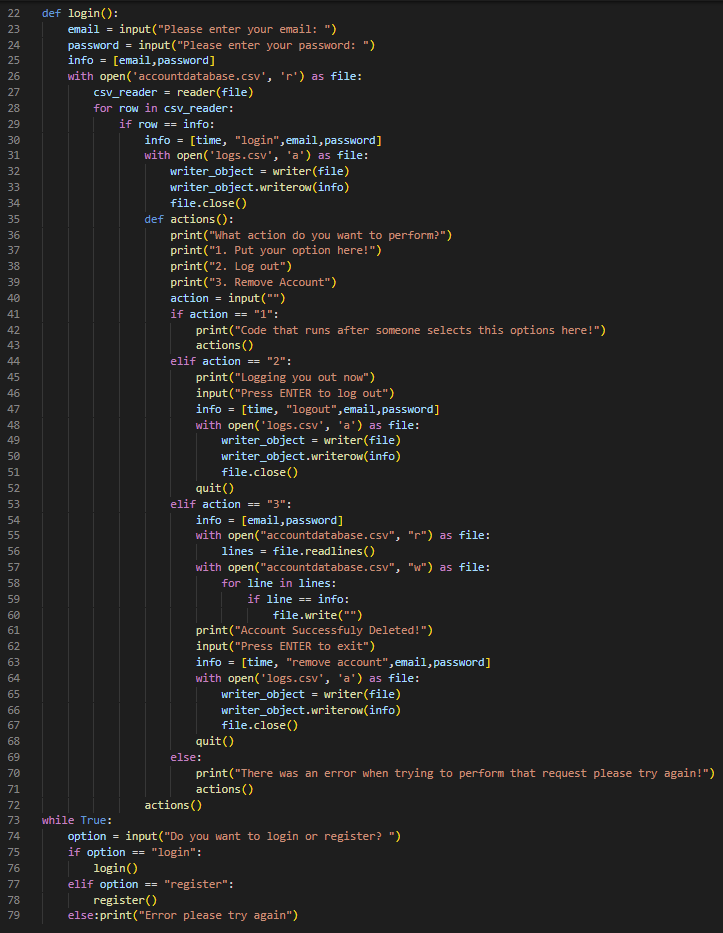 22 def login():
23     email = input("Please enter your email: ")
24     password = input("Please enter your password: ")
25     info = [email,password]
26     with open('accountdatabase.csv', 'r') as file:
27         csv_reader = reader(file)
28         for row in csv_reader:
29             if row == info:
30                 info = [time, "login",email,password]
31                 with open('logs.csv', 'a') as file:
32                     writer_object = writer(file)
33                     writer_object.writerow(info)
34                     file.close()
35                 def actions():
36                     print("What action do you want to perform?")
37                     print("1. Put your option here!")
38                     print("2. Log out")
39                     print("3. Remove Account")
40                     action = input("")
41                     if action == "1":
42                         print("Code that runs after someone selects this options here!")
43                         actions()
44                     elif action == "2":
45                         print("Logging you out now")
46                         input("Press ENTER to log out")
47                         info = [time, "logout",email,password]
48                         with open('logs.csv', 'a') as file:
49                             writer_object = writer(file)
50                             writer_object.writerow(info)
51                             file.close()
52                         quit()
53                     elif action == "3":
54                         info = [email,password]
55                         with open("accountdatabase.csv", "r") as file:
56                             lines = file.readlines()
57                         with open("accountdatabase.csv", "w") as file:
58                             for line in lines:
59                                 if line == info:
60                                     file.write("")
61                         print("Account Successfuly Deleted!")
62                         input("Press ENTER to exit")
63                         info = [time, "remove account",email,password]
64                         with open('logs.csv', 'a') as file:
65                             writer_object = writer(file)
66                             writer_object.writerow(info)
67                             file.close()
68                         quit()
69                     else:
70                         print("There was an error when trying to perform that request please try again!")
71                         actions()
72                 actions()
73 while True:
74     option = input("Do you want to login or register? ")
75     if option == "login":
76         login()
77     elif option == "register":
78         register()
79     else:print("Error please try again")